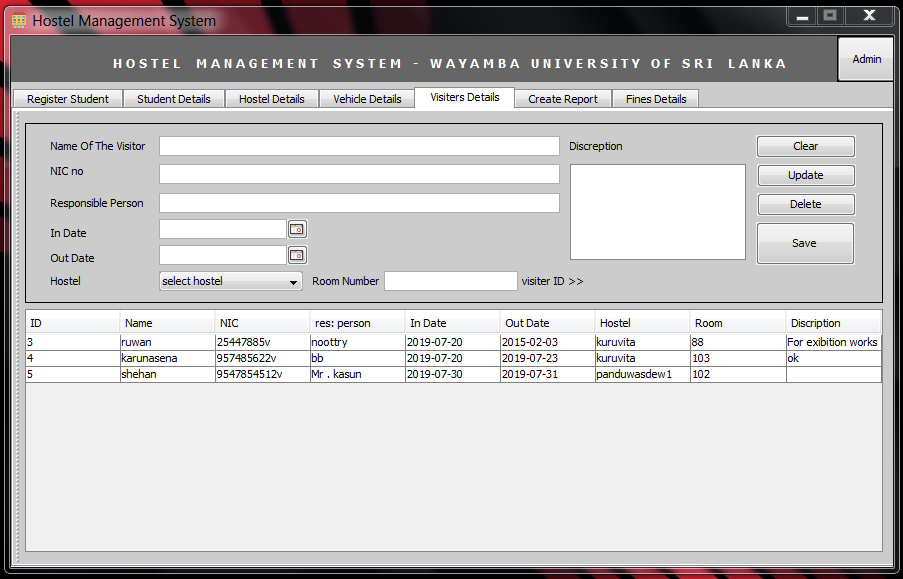 Hostel Management System
HOSTEL MANAGEMENT SYSTEM - WAYAMBA UNIVERSITY OF SRI LANKA
Admin
Register Student Student Details Hostel Details Vehicle Details Visiters Details Create Report Fines Details
Name Of The Visitor Discreption Clear
NIC no Update
Responsible Person Delete
In Date Save
Out Date
Hostel select hostel Room Number visiter ID >>
ID Name NIC res: person In Date Out Date Hostel Room Discription
3 ruwan 25447885v noottry 2019-07-20 2015-02-03 kuruvita 88 For exibition works
4 karunasena 957485622v bb 2019-07-20 2019-07-23 kuruvita 103 ok
5 shehan 9547854512v Mr . kasun 2019-07-30 2019-07-31 panduwasdew1 102